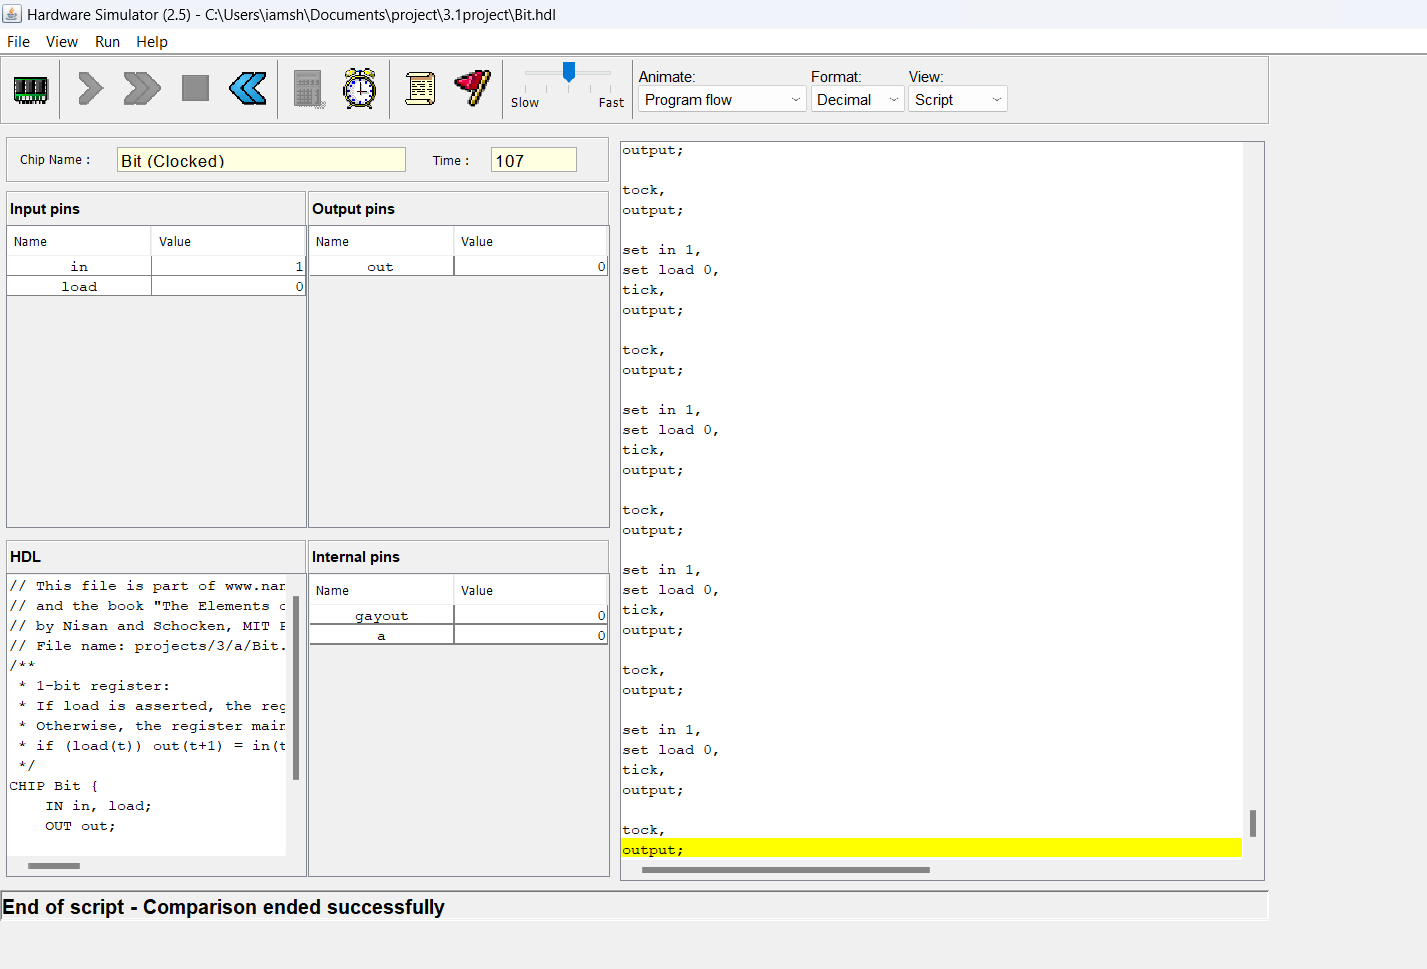 Hardware Simulator (2.5) - C:\Users\iamsh\Documents\project\3.1project\Bit.hdl
File View Run Help
Slow Fast
Animate: Format: View:
Program flow Decimal Script
Chip Name : Bit (Clocked) Time : 107
Input pins
Name Value
in 1
load 0
Output pins
Name Value
out 0
HDL
// This file is part of www.nan
// and the book "The Elements o
// by Nisan and Schocken, MIT P
// File name: projects/3/a/Bit.
/**
* 1-bit register:
* If load is asserted, the reg
* Otherwise, the register main
* if (load(t)) out(t+1) = in(t
*/
CHIP Bit {
IN in, load;
OUT out;
Internal pins
Name Value
gayout 0
a 0
output;
tock,
output;
set in 1,
set load 0,
tick,
output;
tock,
output;
set in 1,
set load 0,
tick,
output;
tock,
output;
set in 1,
set load 0,
tick,
output;
tock,
output;
set in 1,
set load 0,
tick,
output;
tock,
output;
End of script - Comparison ended successfully